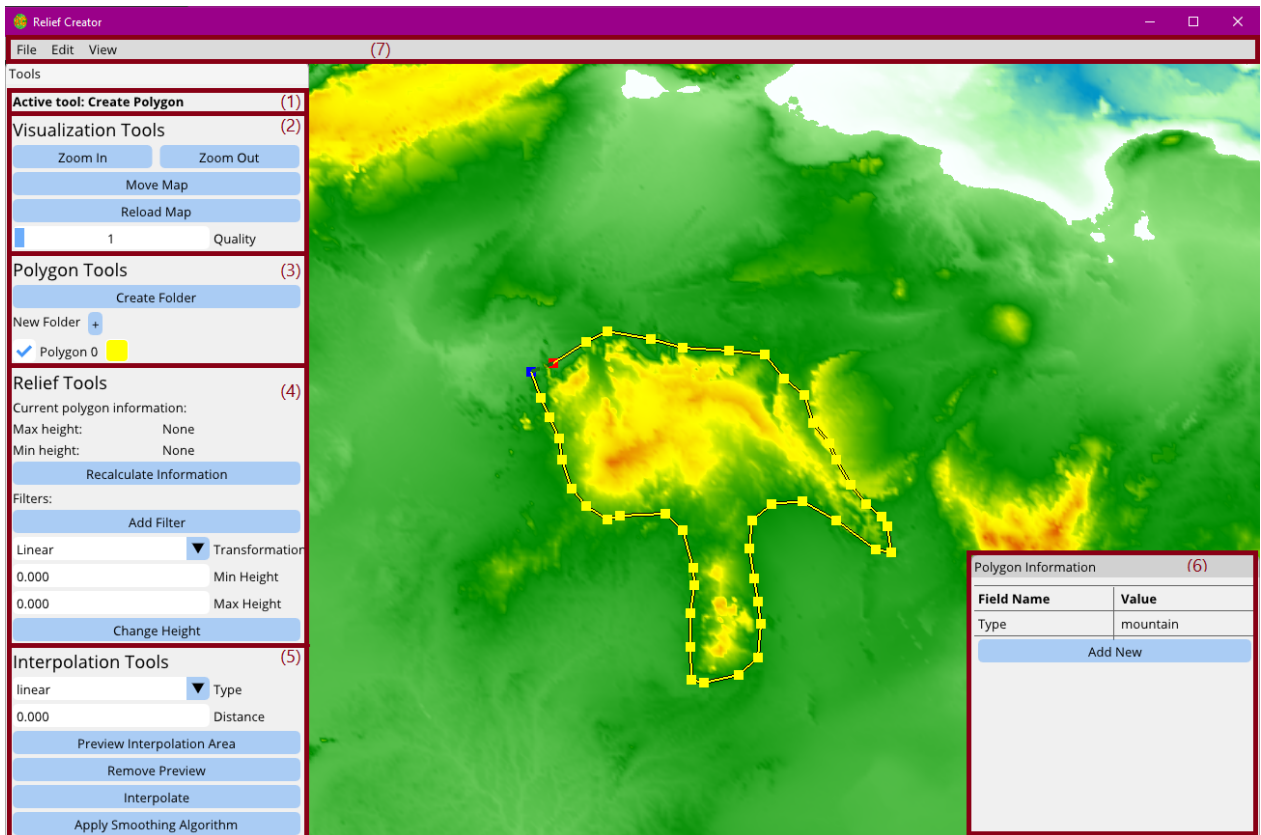 Relief Creator
File Edit View (7)
Tools
Active tool: Create Polygon (1)
Visualization Tools (2)
Zoom In Zoom Out
Move Map
Reload Map
1 Quality
Polygon Tools (3)
Create Folder
New Folder +
Polygon 0
Relief Tools (4)
Current polygon information:
Max height: None
Min height: None
Recalculate Information
Filters:
Add Filter
Linear Transformation
0.000 Min Height
0.000 Max Height
Change Height
Interpolation Tools (5)
linear Type
0.000 Distance
Preview Interpolation Area
Remove Preview
Interpolate
Apply Smoothing Algorithm
Polygon Information (6)
Field Name Value
Type mountain
Add New